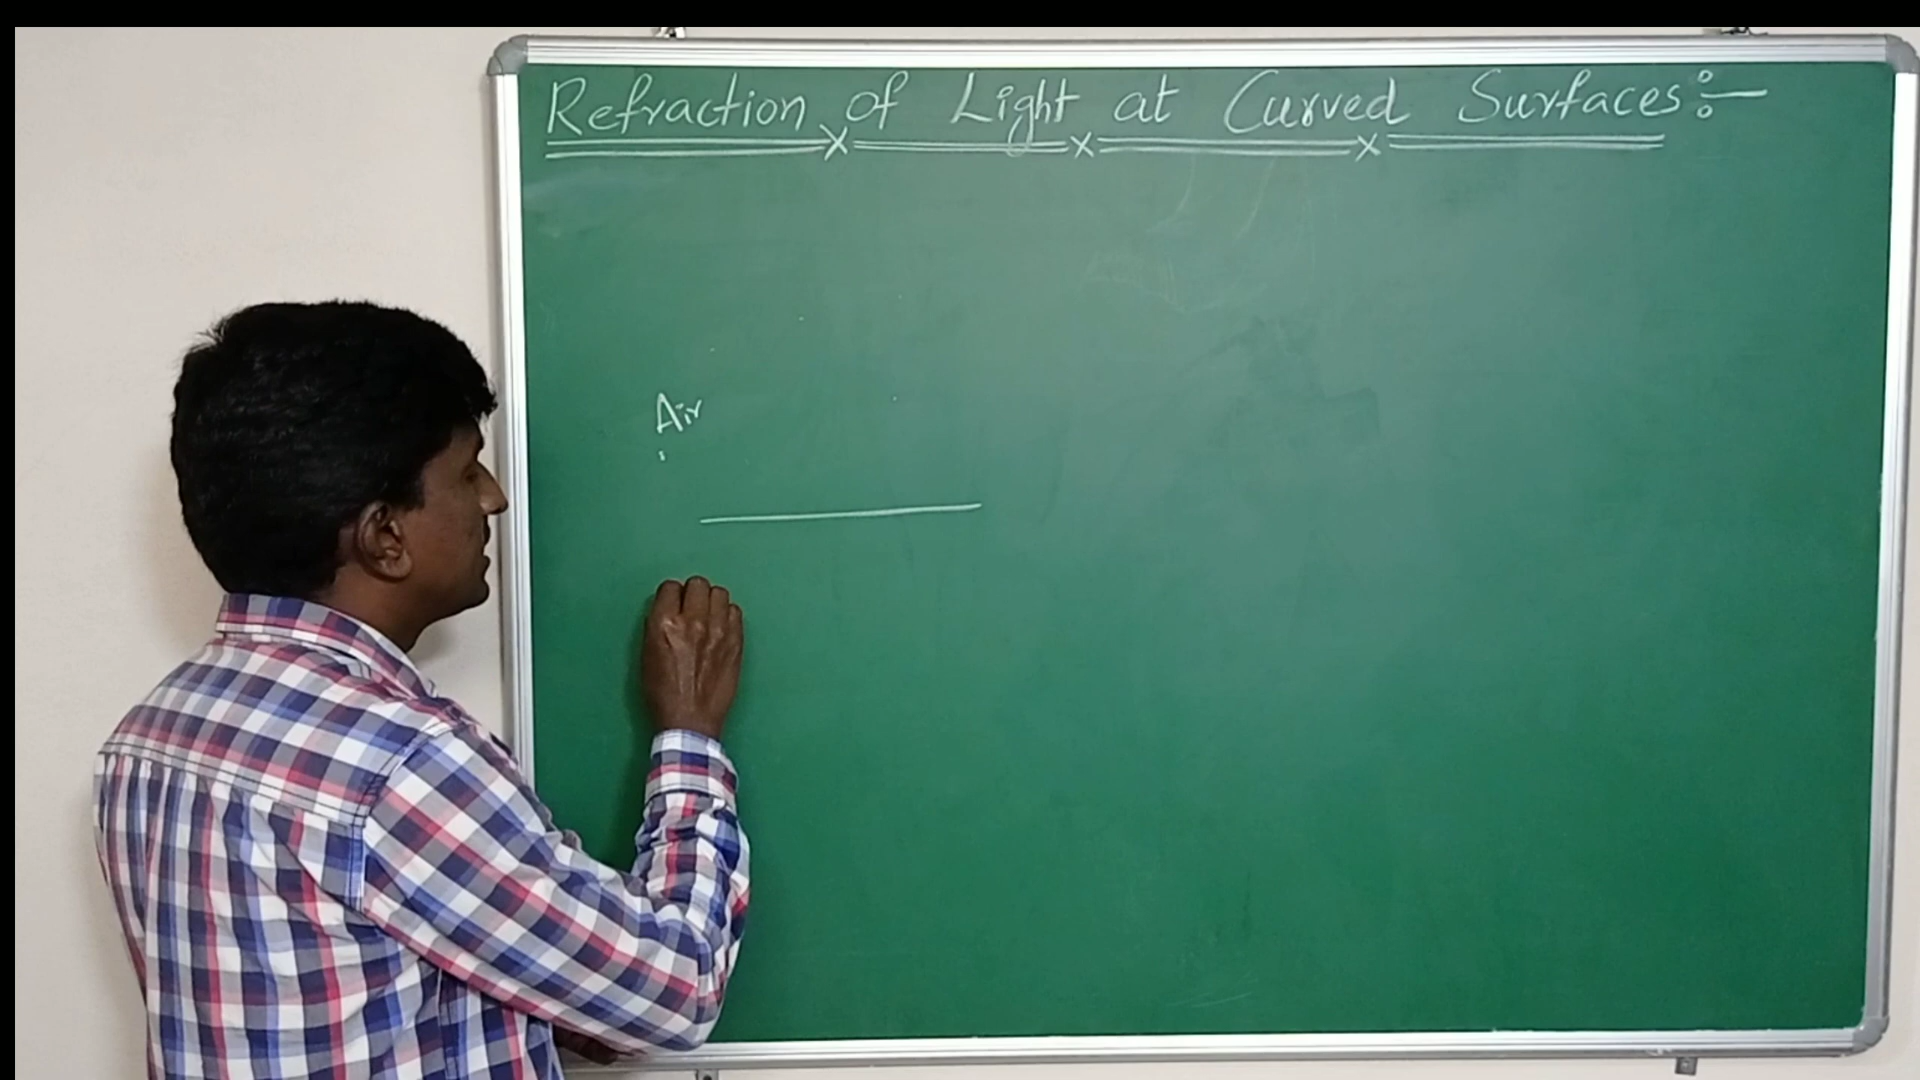 Refraction of Light at Curved Surfaces:-
Air